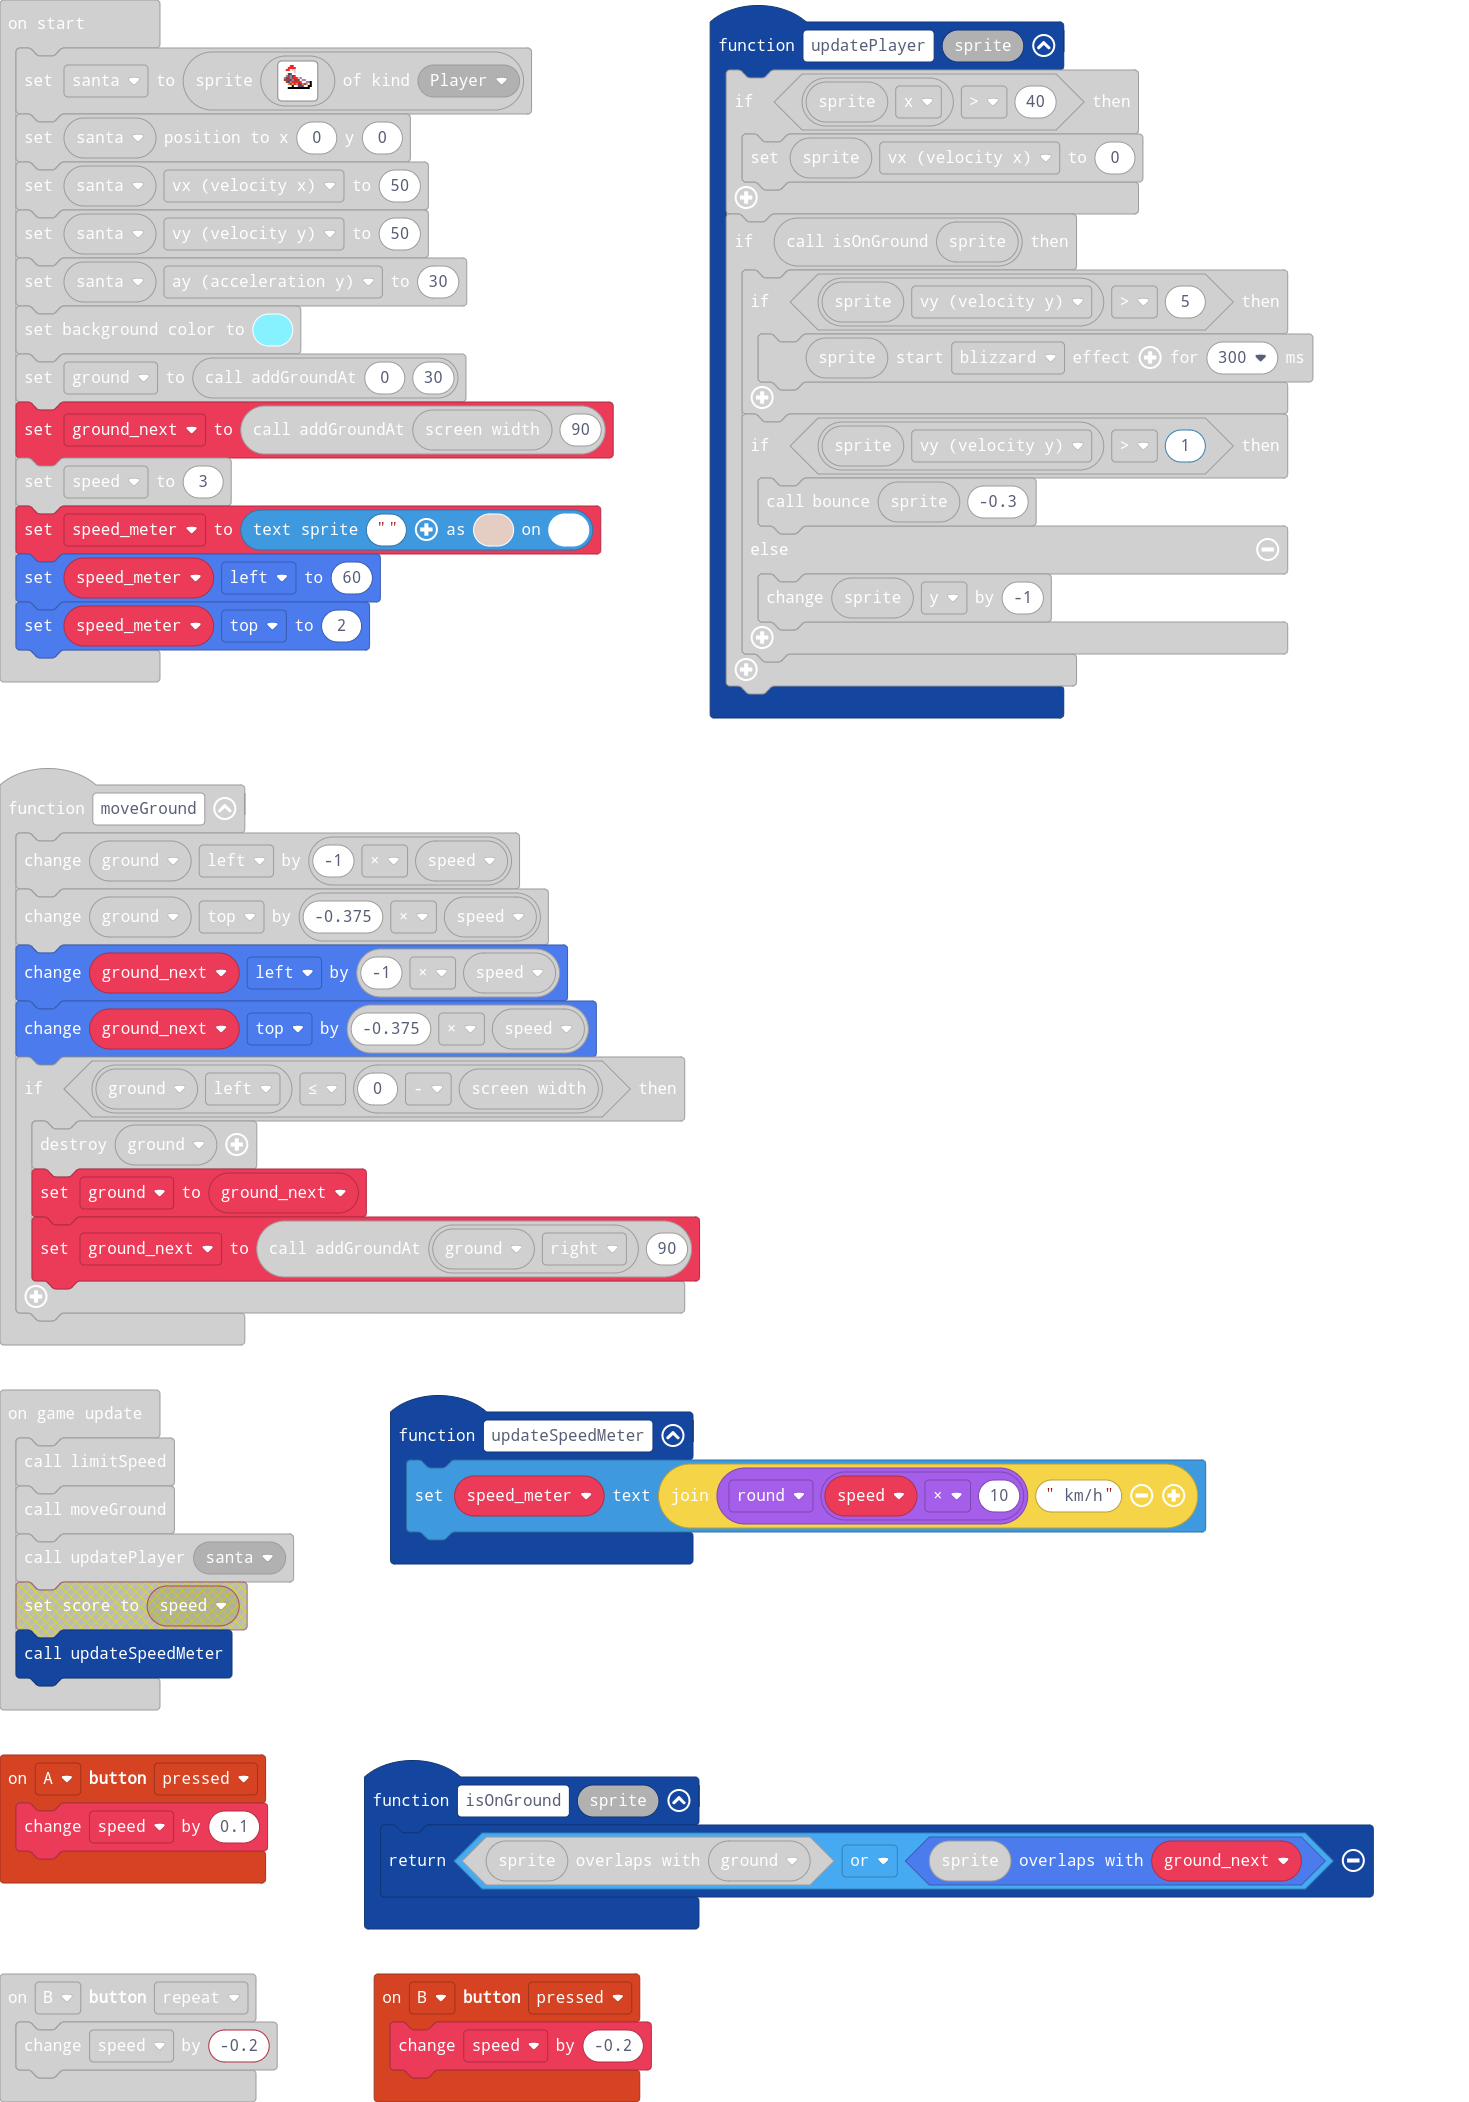 on start
set santa to sprite of kind Player
set santa position to x 0 y 0
set santa vx (velocity x) to 50
set santa vy (velocity y) to 50
set santa ay (acceleration y) to 30
set background color to
set ground to call addGroundAt 0 30
set ground_next to call addGroundAt screen width 90
set speed to 3
set speed_meter to text sprite "" as on
set speed_meter left to 60
set speed_meter top to 2
function updatePlayer sprite
if sprite x > 40 then
set sprite vx (velocity x) to 0
if call isOnGround sprite then
if sprite vy (velocity y) > 5 then
sprite start blizzard effect for 300 ms
if sprite vy (velocity y) > 1 then
call bounce sprite -0.3
else
change sprite y by -1
function moveGround
change ground left by -1 × speed
change ground top by -0.375 × speed
change ground_next left by -1 × speed
change ground_next top by -0.375 × speed
if ground left ≤ 0 - screen width then
destroy ground
set ground to ground_next
set ground_next to call addGroundAt ground right 90
on game update
call limitSpeed
call moveGround
call updatePlayer santa
set score to speed
call updateSpeedMeter
function updateSpeedMeter
set speed_meter text join round speed × 10 " km/h"
on A button pressed
change speed by 0.1
function isOnGround sprite
return sprite overlaps with ground or sprite overlaps with ground_next
on B button repeat
change speed by -0.2
on B button pressed
change speed by -0.2